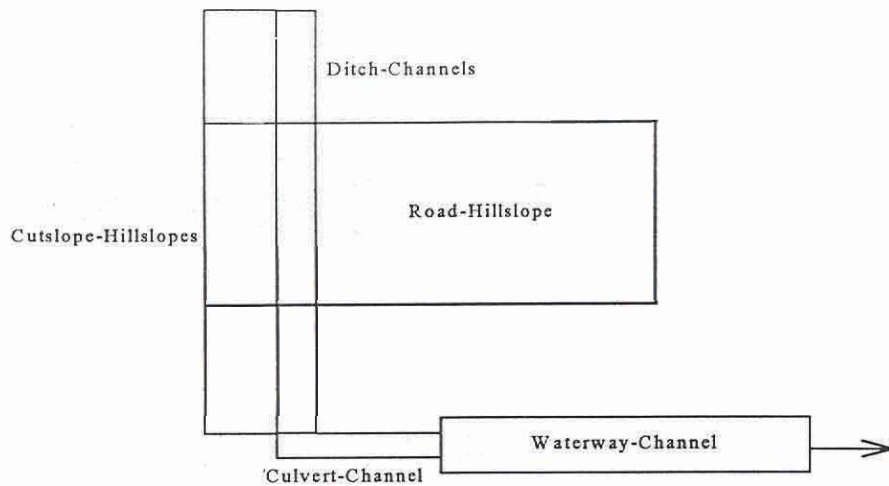 Ditch-Channels
Road-Hillslope
Cutslope-Hillslopes
Waterway-Channel
Culvert-Channel